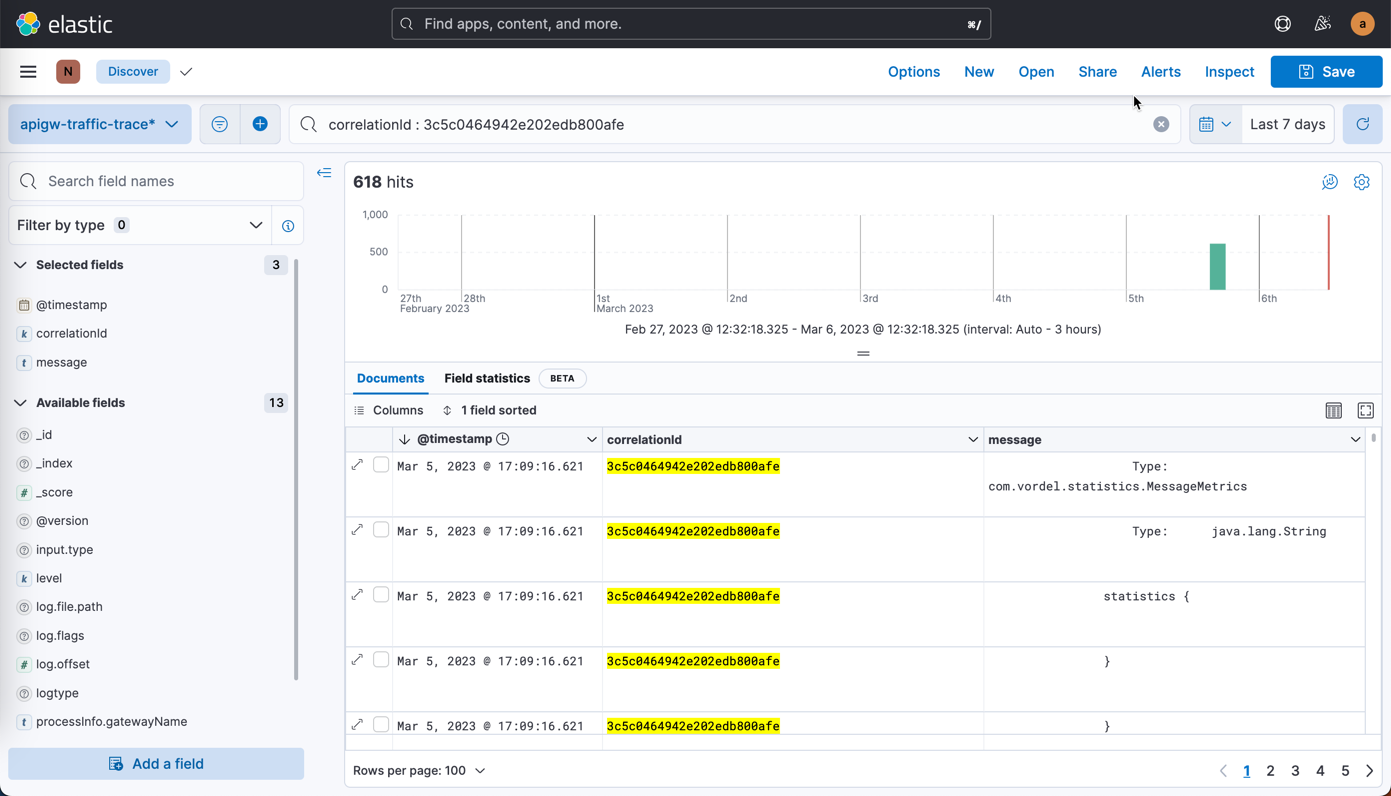 elastic
Find apps, content, and more.
⌘/
a
N
Discover
Options
New
Open
Share
Alerts
Inspect
Save
apigw-traffic-trace*
correlationId : 3c5c0464942e202edb800afe
Last 7 days
Search field names
Filter by type 0
Selected fields 3
@timestamp
k correlationId
t message
Available fields 13
_id
_index
# _score
@version
input.type
k level
log.file.path
log.flags
# log.offset
logtype
t processInfo.gatewayName
Add a field
618 hits
1,000
500
0
27th
February 2023
28th
1st
March 2023
2nd
3rd
4th
5th
6th
Feb 27, 2023 @ 12:32:18.325 - Mar 6, 2023 @ 12:32:18.325 (interval: Auto - 3 hours)
Documents
Field statistics
BETA
Columns
1 field sorted
@timestamp
correlationId
message
Mar 5, 2023 @ 17:09:16.621 3c5c0464942e202edb800afe Type:
com.vordel.statistics.MessageMetrics
Mar 5, 2023 @ 17:09:16.621 3c5c0464942e202edb800afe Type: java.lang.String
Mar 5, 2023 @ 17:09:16.621 3c5c0464942e202edb800afe statistics {
Mar 5, 2023 @ 17:09:16.621 3c5c0464942e202edb800afe }
Mar 5, 2023 @ 17:09:16.621 3c5c0464942e202edb800afe }
Rows per page: 100
1 2 3 4 5